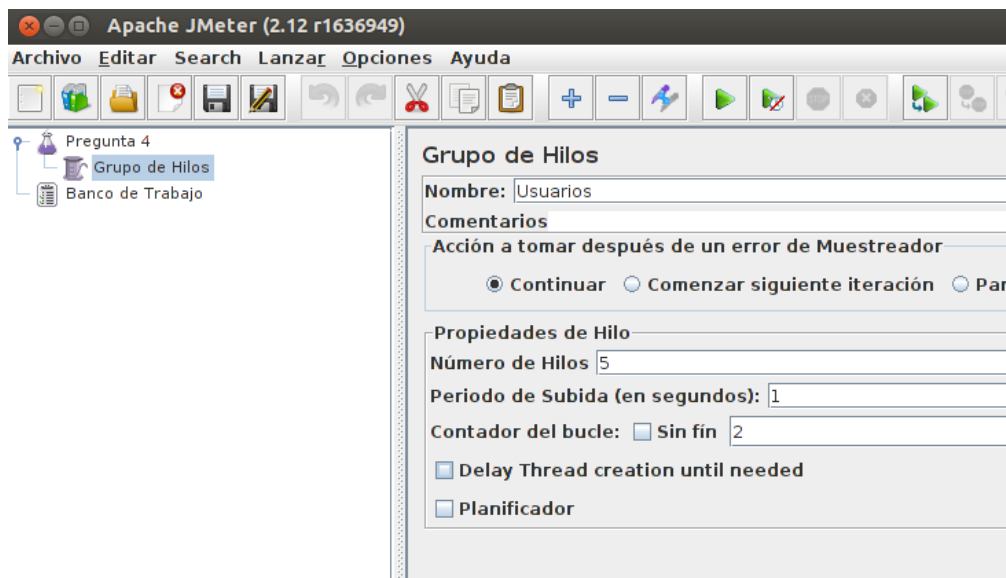 Apache JMeter (2.12 r1636949)
Archivo Editar Search Lanzar Opciones Ayuda
Pregunta 4
Grupo de Hilos
Banco de Trabajo
Grupo de Hilos
Nombre: Usuarios
Comentarios
Acción a tomar después de un error de Muestreador
Continuar Comenzar siguiente iteración Par
Propiedades de Hilo
Número de Hilos 5
Periodo de Subida (en segundos): 1
Contador del bucle: Sin fín 2
Delay Thread creation until needed
Planificador